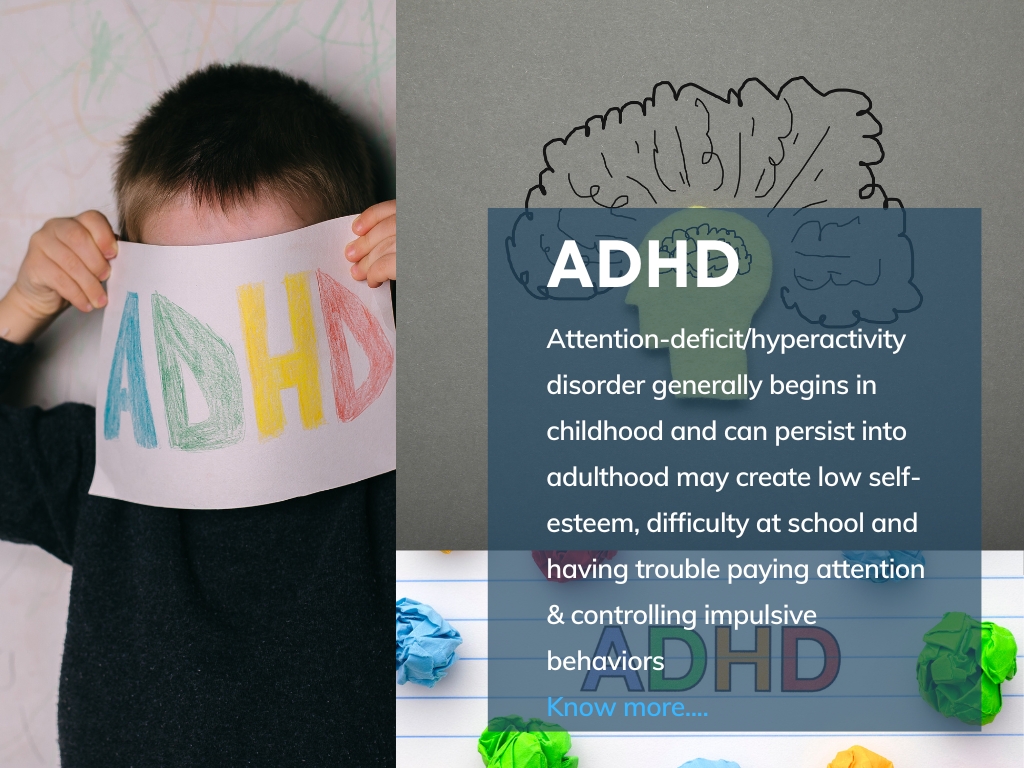 ADHD
ADHD
Attention-deficit/hyperactivity
disorder generally begins in
childhood and can persist into
adulthood may create low self-
esteem, difficulty at school and
having trouble paying attention
& controlling impulsive
behaviors
ADHD
Know more....